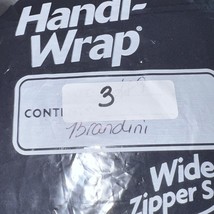 Handi-
Wrap®
CONT
3
Brandini
Wide
Zipper S